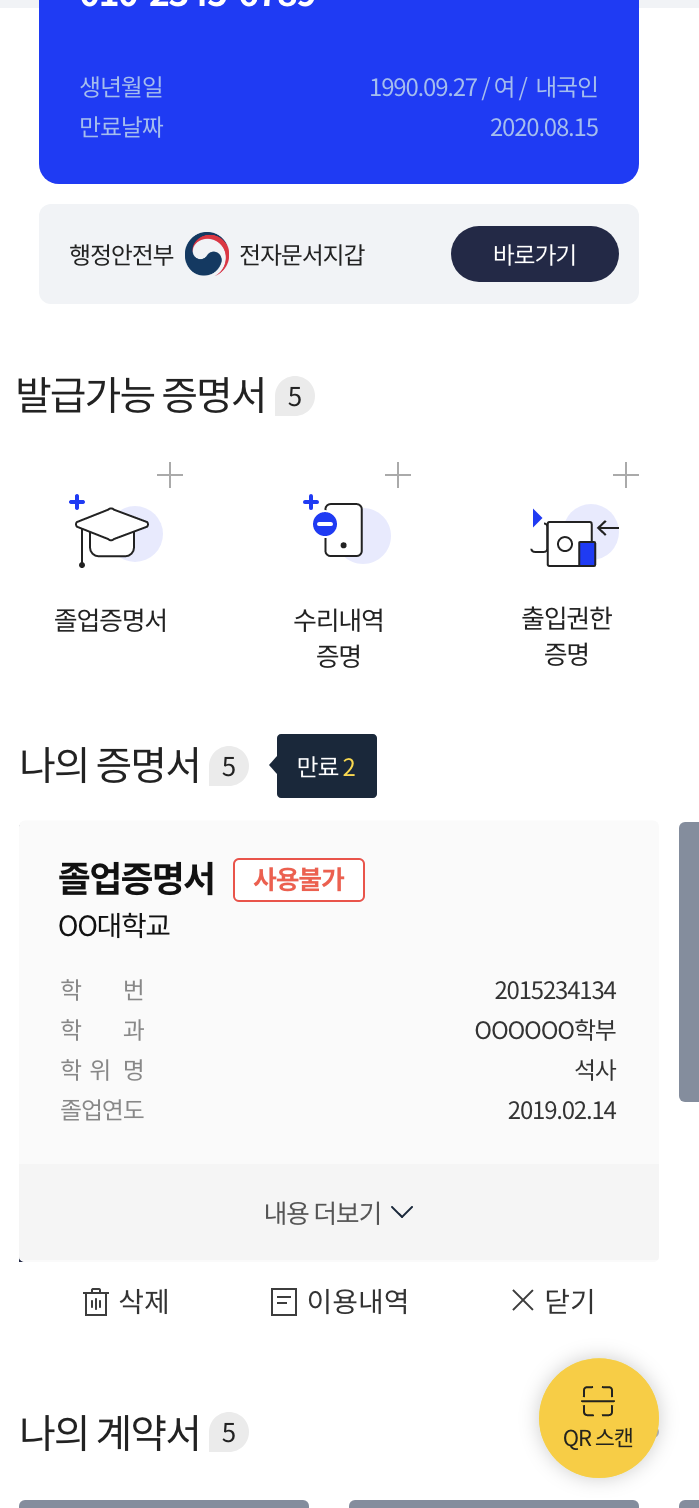 010-2345-6789
생년월일 1990.09.27 / 여 / 내국인
만료날짜 2020.08.15
행정안전부 전자문서지갑 바로가기
발급가능 증명서 5
졸업증명서 수리내역 출입권한
증명 증명
나의 증명서 5 만료 2
졸업증명서 사용불가
OO대학교
학 번 2015234134
학 과 OOOOOO학부
학 위 명 석사
졸업연도 2019.02.14
내용 더보기
삭제 이용내역 닫기
나의 계약서 5
QR 스캔